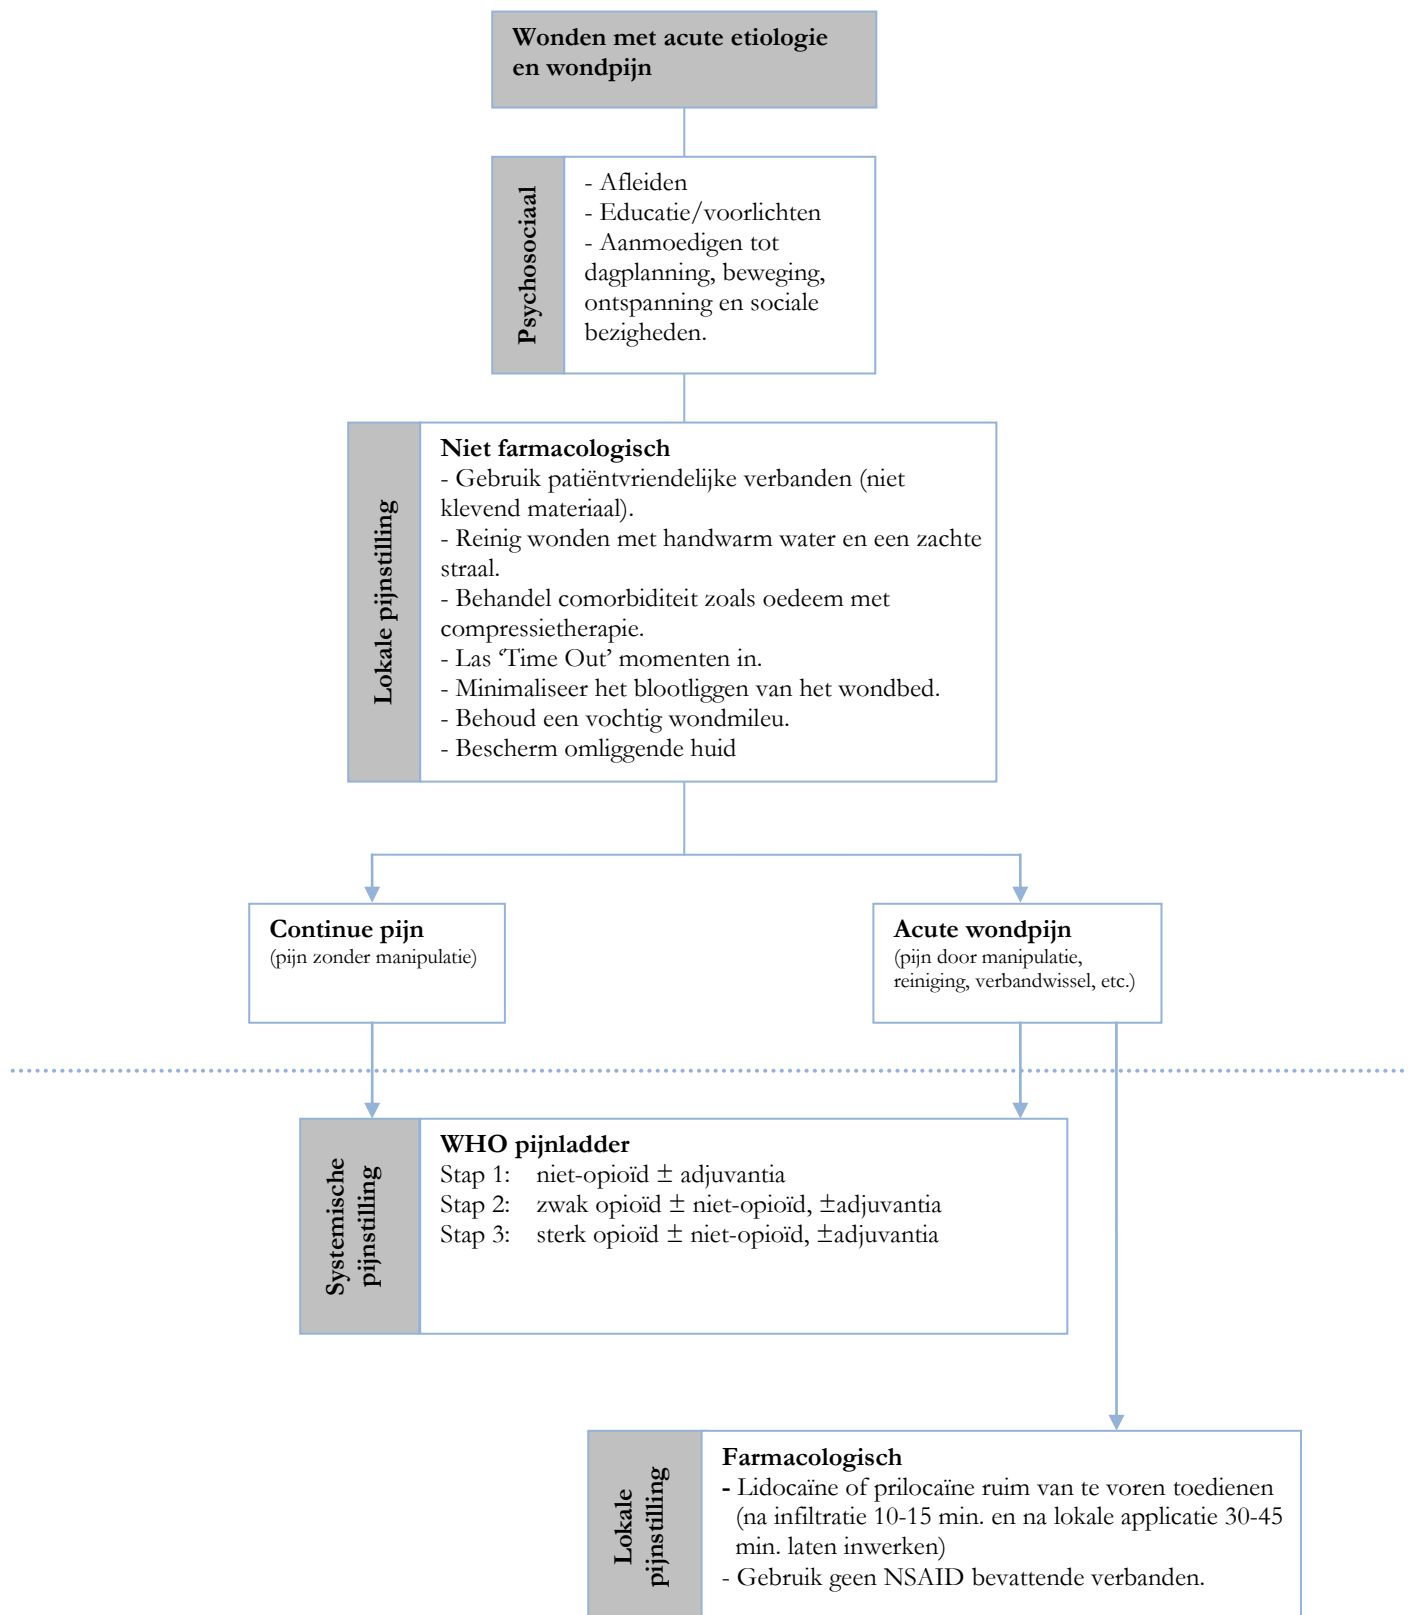 Wonden met acute etiologie
en wondpijn
Psychosociaal
- Afleiden
- Educatie/voorlichten
- Aanmoedigen tot
dagplanning, beweging,
ontspanning en sociale
bezigheden.
Lokale pijnstilling
Niet farmacologisch
- Gebruik patiëntvriendelijke verbanden (niet
klevend materiaal).
- Reinig wonden met handwarm water en een zachte
straal.
- Behandel comorbiditeit zoals oedeem met
compressietherapie.
- Las ‘Time Out’ momenten in.
- Minimaliseer het blootliggen van het wondbed.
- Behoud een vochtig wondmileu.
- Bescherm omliggende huid
Continue pijn
(pijn zonder manipulatie)
Acute wondpijn
(pijn door manipulatie,
reiniging, verbandwissel, etc.)
Systemische
pijnstilling
WHO pijnladder
Stap 1: niet-opioïd ± adjuvantia
Stap 2: zwak opioïd ± niet-opioïd, ±adjuvantia
Stap 3: sterk opioïd ± niet-opioïd, ±adjuvantia
Lokale
pijnstilling
Farmacologisch
- Lidocaïne of prilocaïne ruim van te voren toedienen
(na infiltratie 10-15 min. en na lokale applicatie 30-45
min. laten inwerken)
- Gebruik geen NSAID bevattende verbanden.